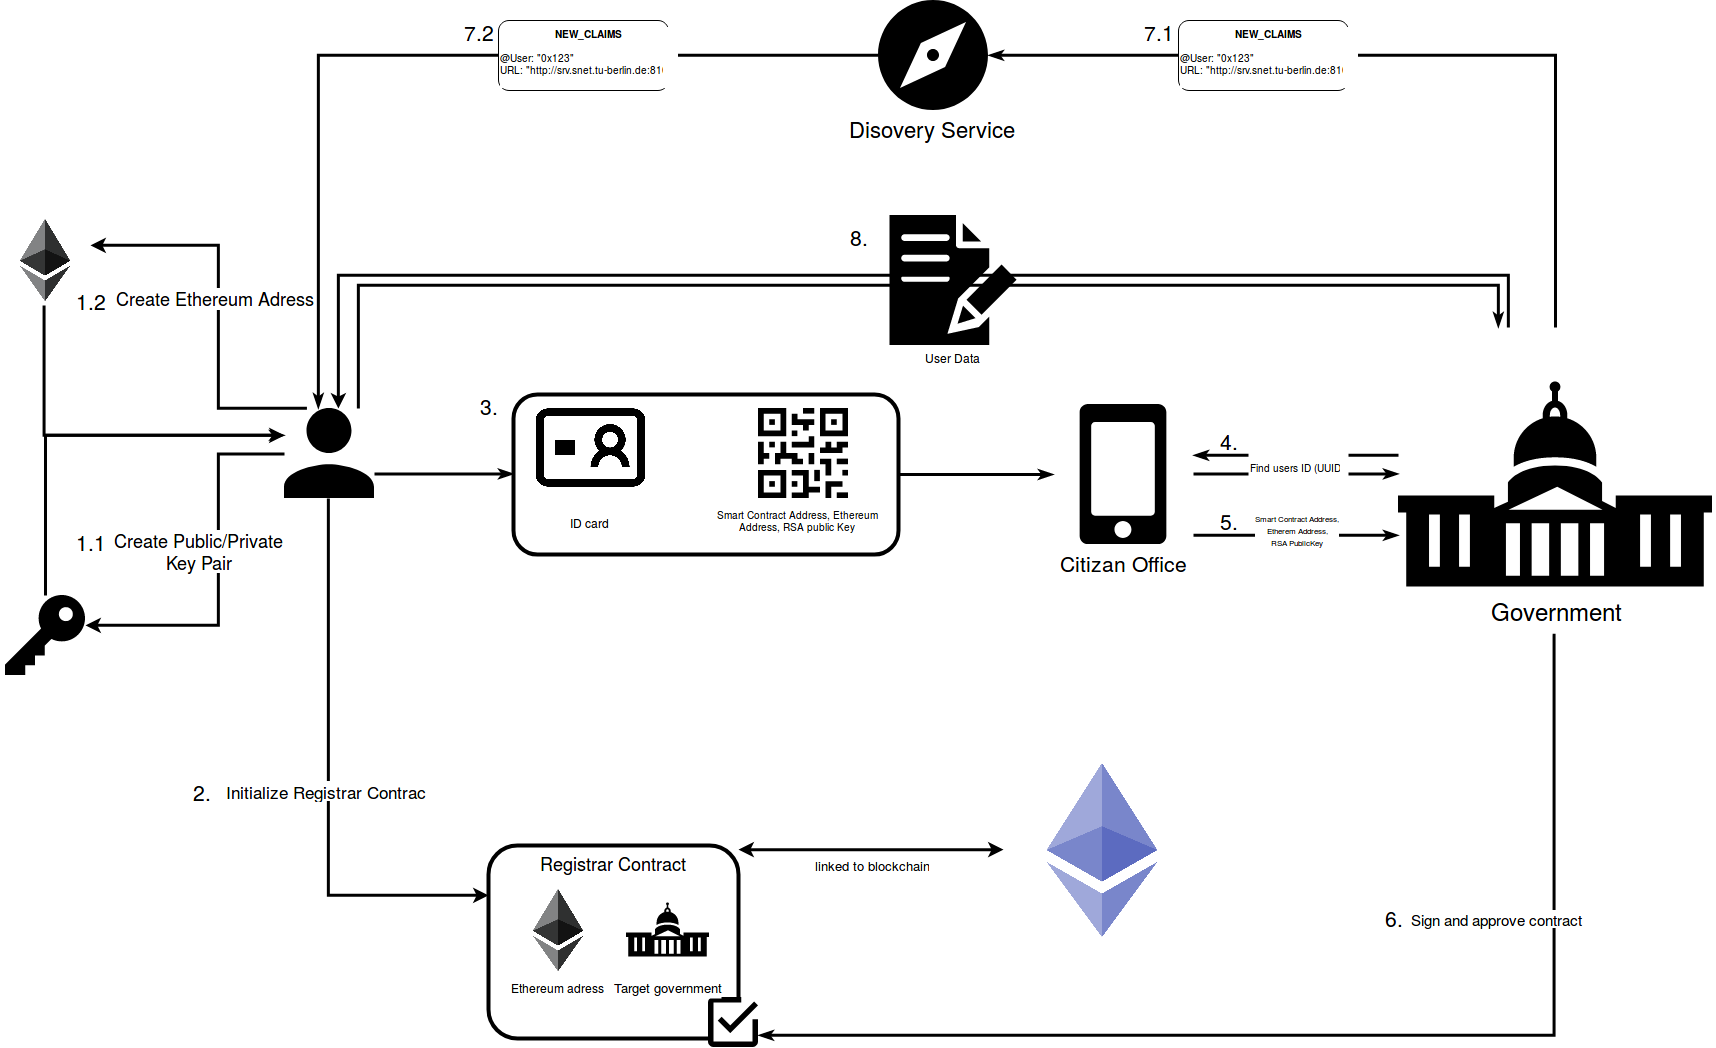 7.2
NEW_CLAIMS
@User: "0x123"
URL: "http://srv.snet.tu-berlin.de:810
7.1
NEW_CLAIMS
@User: "0x123"
URL: "http://srv.snet.tu-berlin.de:810
Disovery Service
8.
User Data
1.2 Create Ethereum Adress
3.
ID card
Smart Contract Address, Ethereum
Address, RSA public Key
4.
Find users ID (UUID
5.
Smart Contract Address,
Etherem Address,
RSA PublicKey
Citizan Office
Government
1.1 Create Public/Private
Key Pair
2. Initialize Registrar Contrac
Registrar Contract
Ethereum adress
Target government
linked to blockchain
6. Sign and approve contract